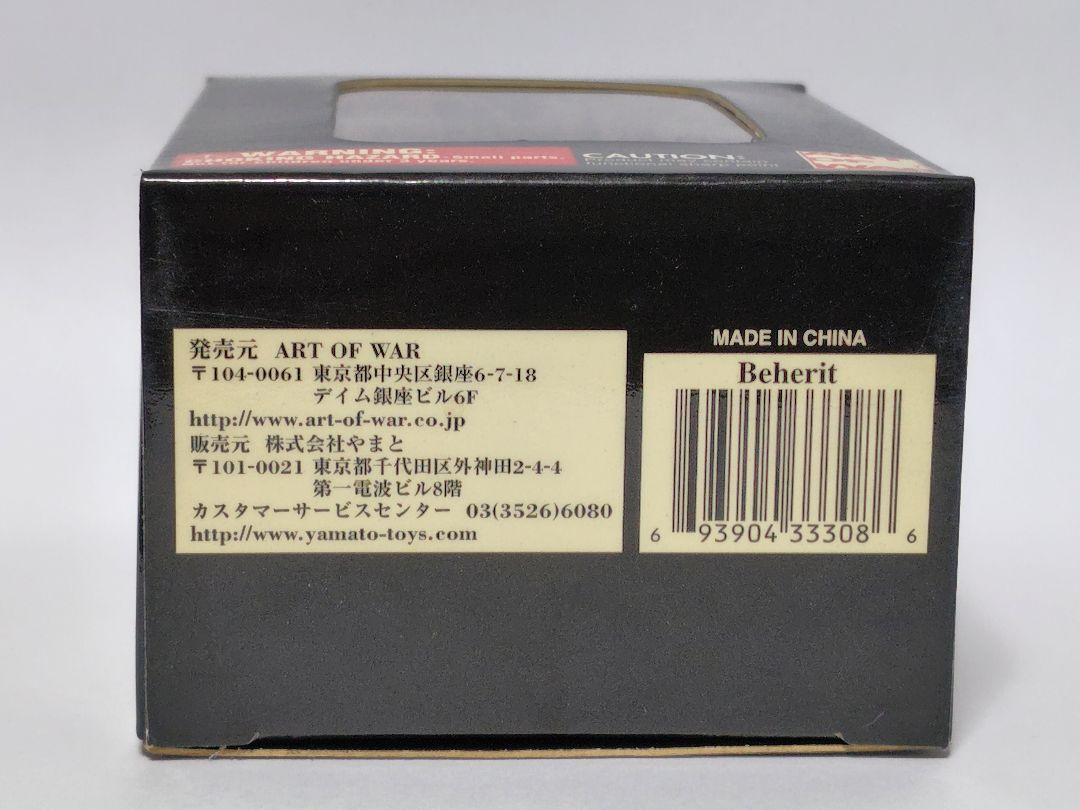 WARNING:
CHOKING HAZARD. Small parts.
CAUTION:
発売元 ART OF WAR
〒104-0061 東京都中央区銀座6-7-18
デイム銀座ビル6F
http://www.art-of-war.co.jp
販売元 株式会社やまと
〒101-0021 東京都千代田区外神田2-4-4
第一電波ビル8階
カスタマーサービスセンター 03(3526)6080
http://www.yamato-toys.com
MADE IN CHINA
Beherit
6 93904 33308 6